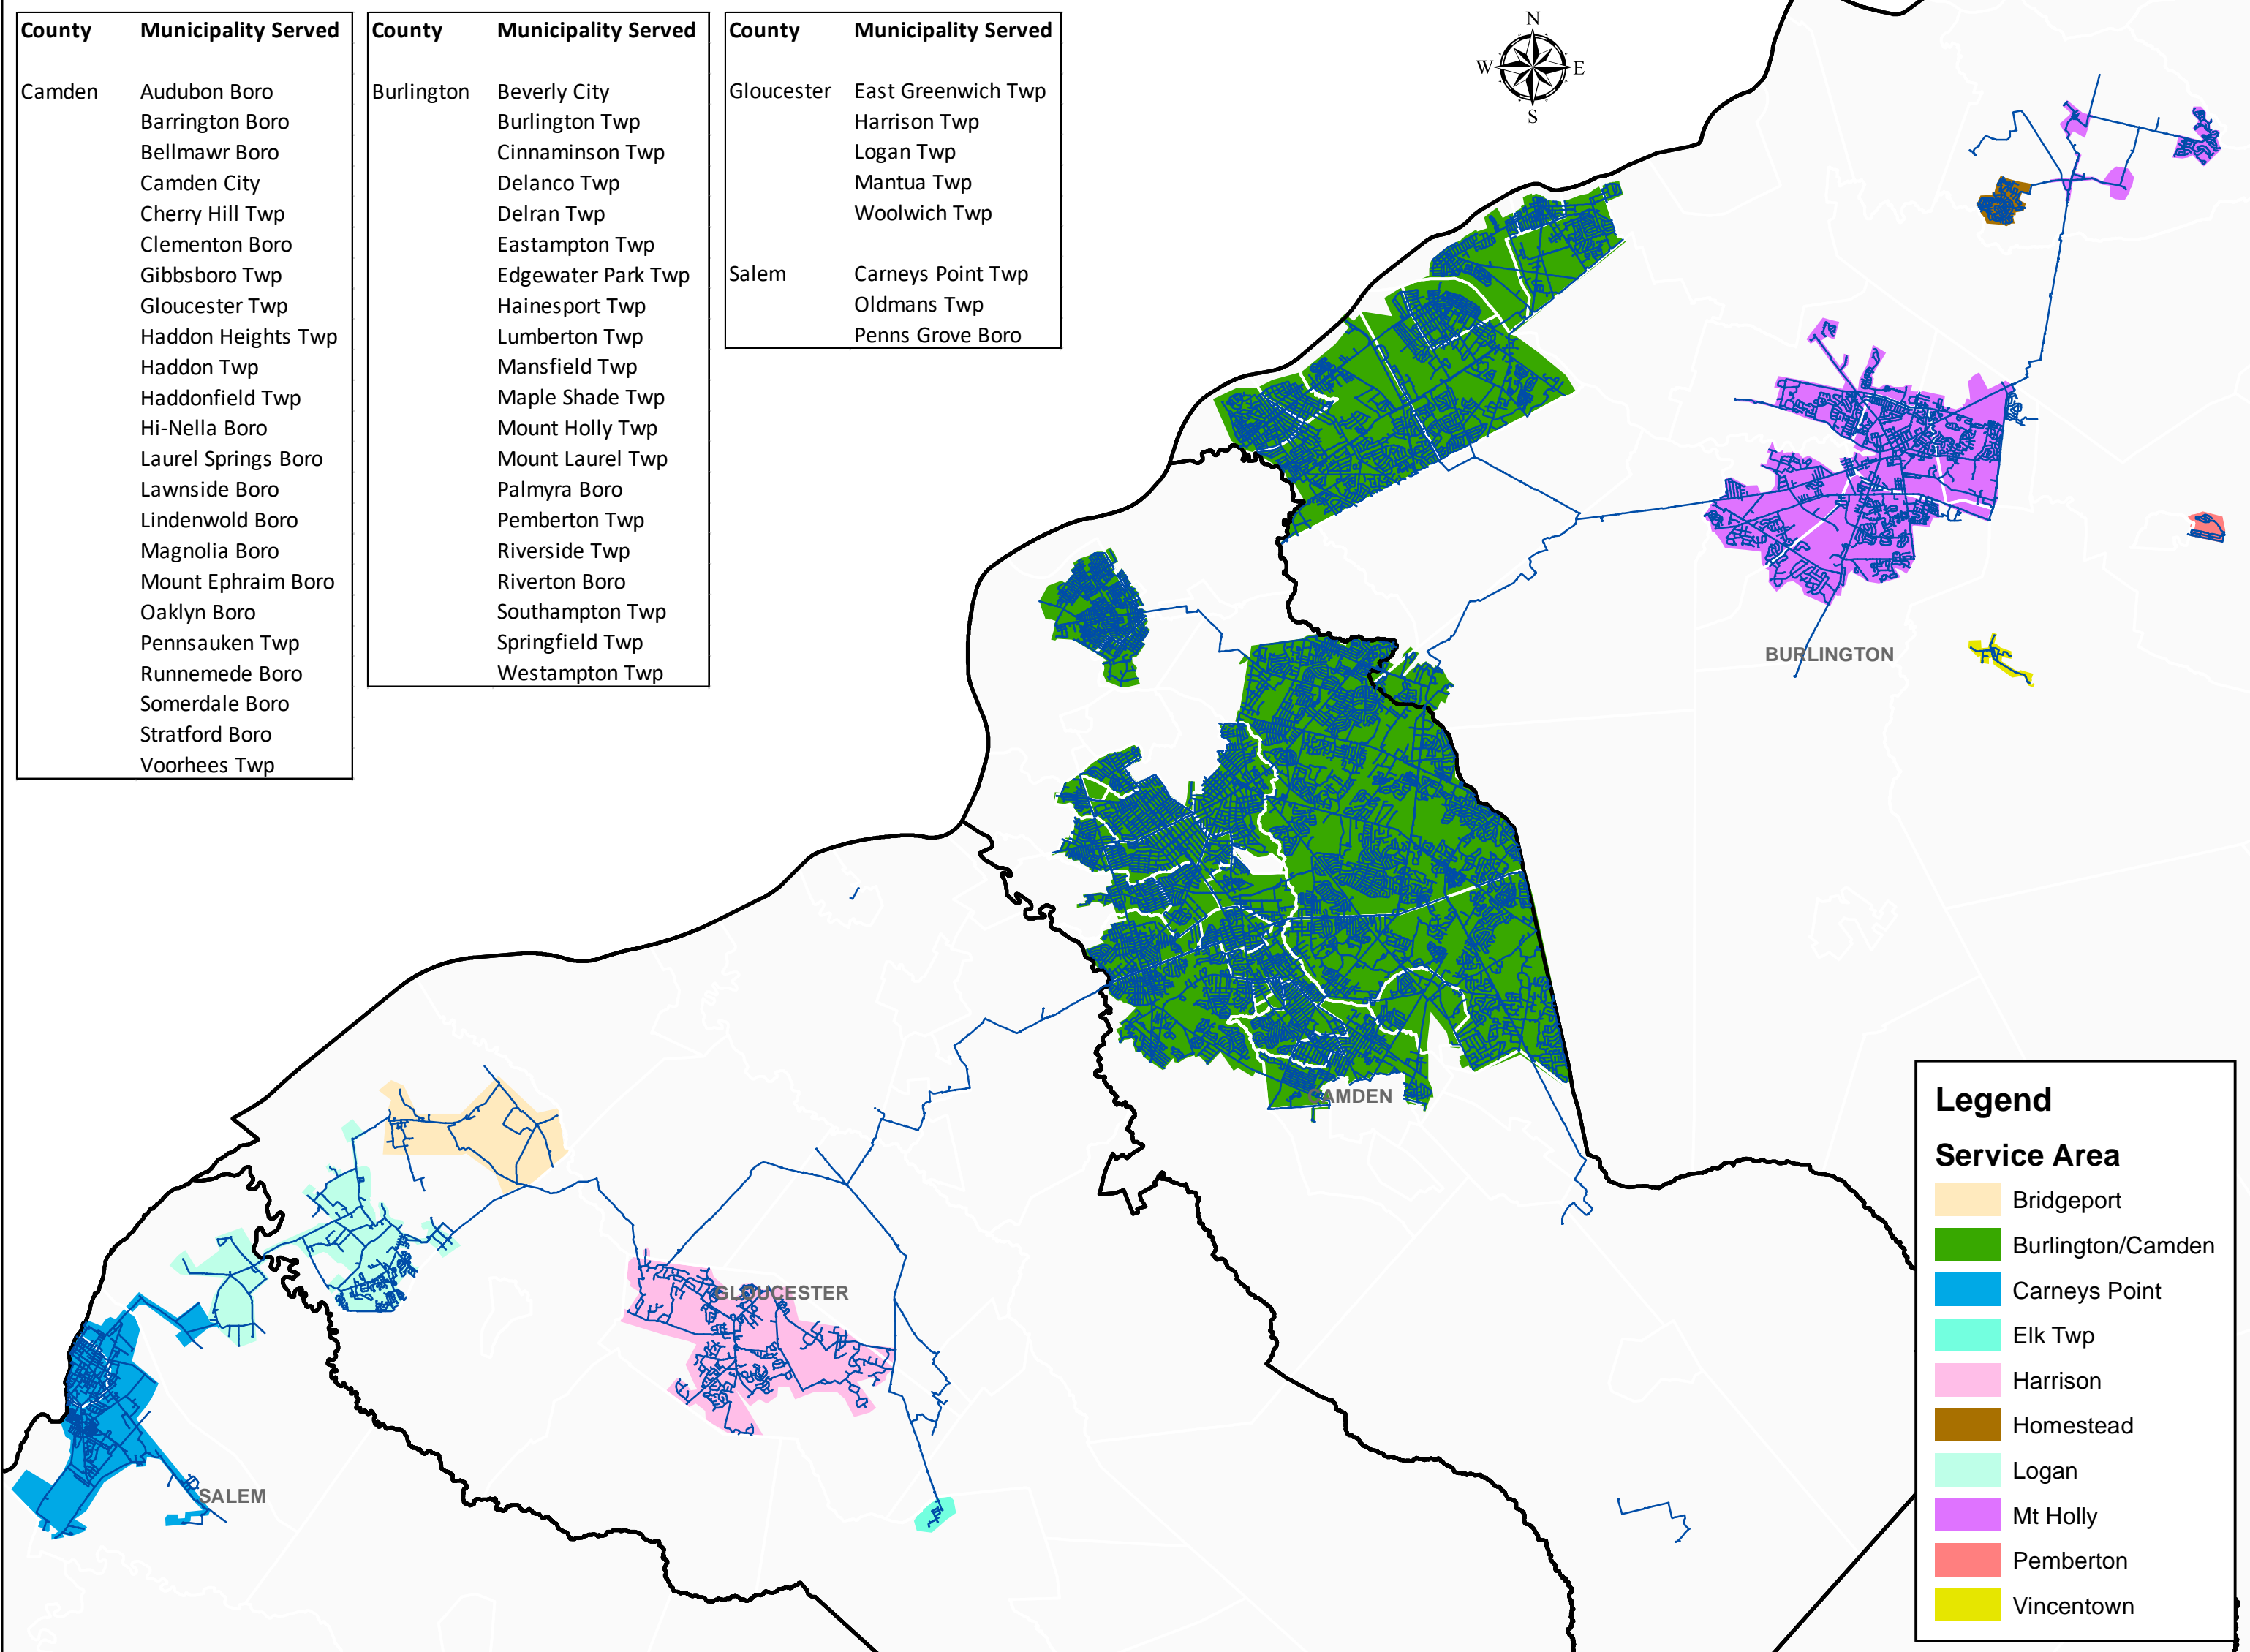 County Municipality Served
Camden Audubon Boro
Barrington Boro
Bellmawr Boro
Camden City
Cherry Hill Twp
Clementon Boro
Gibbsboro Twp
Gloucester Twp
Haddon Heights Twp
Haddon Twp
Haddonfield Twp
Hi-Nella Boro
Laurel Springs Boro
Lawnside Boro
Lindenwold Boro
Magnolia Boro
Mount Ephraim Boro
Oaklyn Boro
Pennsauken Twp
Runnemede Boro
Somerdale Boro
Stratford Boro
Voorhees Twp
County Municipality Served
Burlington Beverly City
Burlington Twp
Cinnaminson Twp
Delanco Twp
Delran Twp
Eastampton Twp
Edgewater Park Twp
Hainesport Twp
Lumberton Twp
Mansfield Twp
Maple Shade Twp
Mount Holly Twp
Mount Laurel Twp
Palmyra Boro
Pemberton Twp
Riverside Twp
Riverton Boro
Southampton Twp
Springfield Twp
Westampton Twp
County Municipality Served
Gloucester East Greenwich Twp
Harrison Twp
Logan Twp
Mantua Twp
Woolwich Twp
Salem Carneys Point Twp
Oldmans Twp
Penns Grove Boro
N
W E
S
BURLINGTON
CAMDEN
GLOUCESTER
SALEM
Legend
Service Area
Bridgeport
Burlington/Camden
Carneys Point
Elk Twp
Harrison
Homestead
Logan
Mt Holly
Pemberton
Vincentown